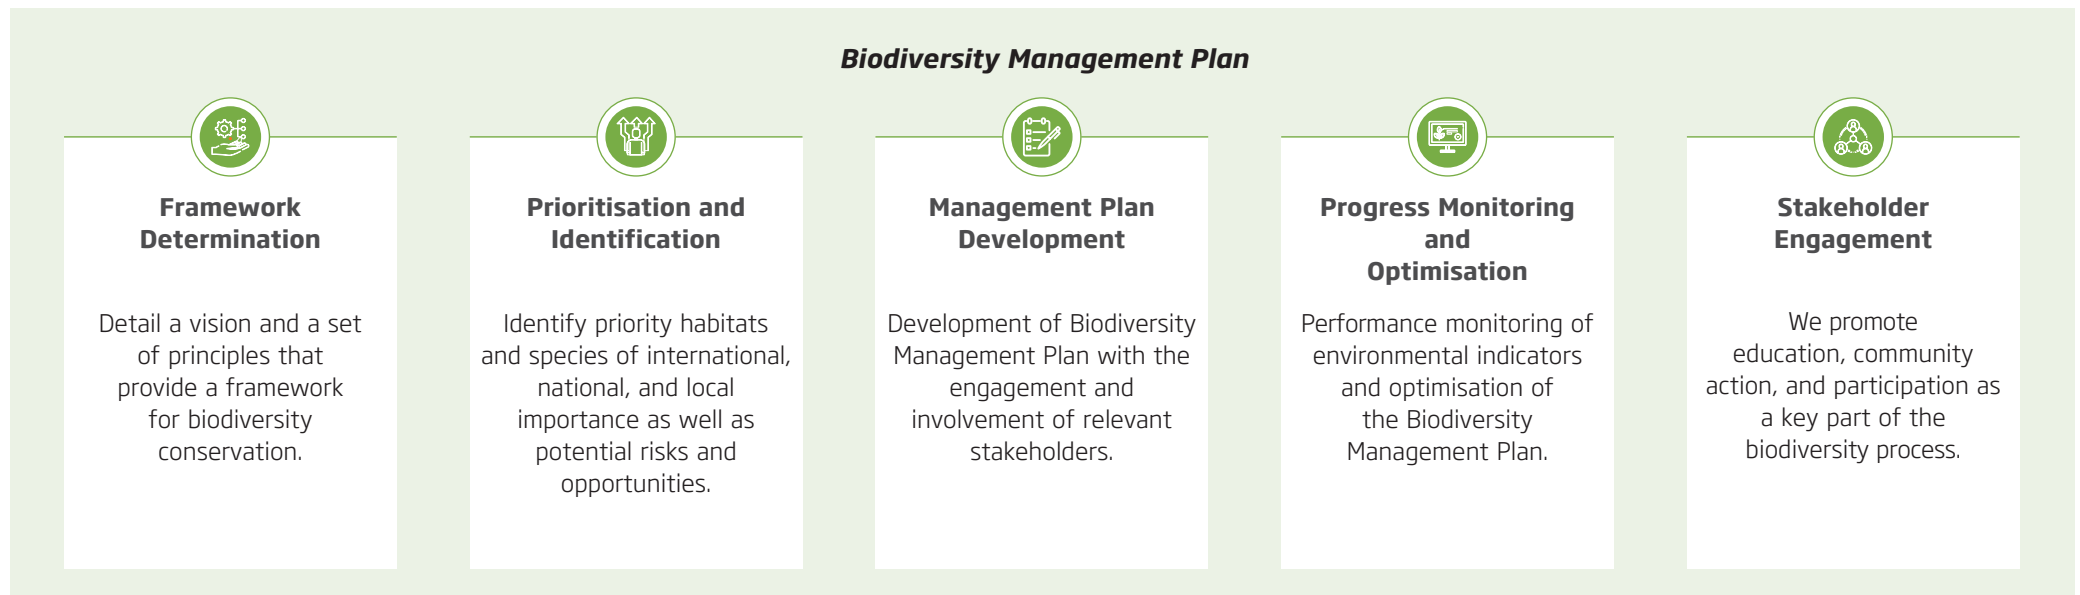 Biodiversity Management Plan
Framework
Determination
Detail a vision and a set
of principles that
provide a framework
for biodiversity
conservation.
Prioritisation and
Identification
Identify priority habitats
and species of international,
national, and local
importance as well as
potential risks and
opportunities.
Management Plan
Development
Development of Biodiversity
Management Plan with the
engagement and
involvement of relevant
stakeholders.
Progress Monitoring
and
Optimisation
Performance monitoring of
environmental indicators
and optimisation of
the Biodiversity
Management Plan.
Stakeholder
Engagement
We promote
education, community
action, and participation as
a key part of the
biodiversity process.